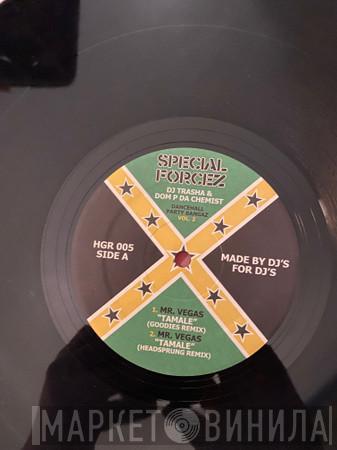 SPECIAL
FORCEZ
DJ TRASHA &
DOM P DA CHEMIST
DANCEHALL
PARTY BANGAZ
VOL. 2
HGR 005
SIDE A
MADE BY DJ'S
FOR DJ'S
1. MR. VEGAS
"TAMALE"
(GOODIES REMIX)
2. MR. VEGAS
"TAMALE"
(HEADSPRUNG REMIX)
МАРКЕТ ВИНИЛА